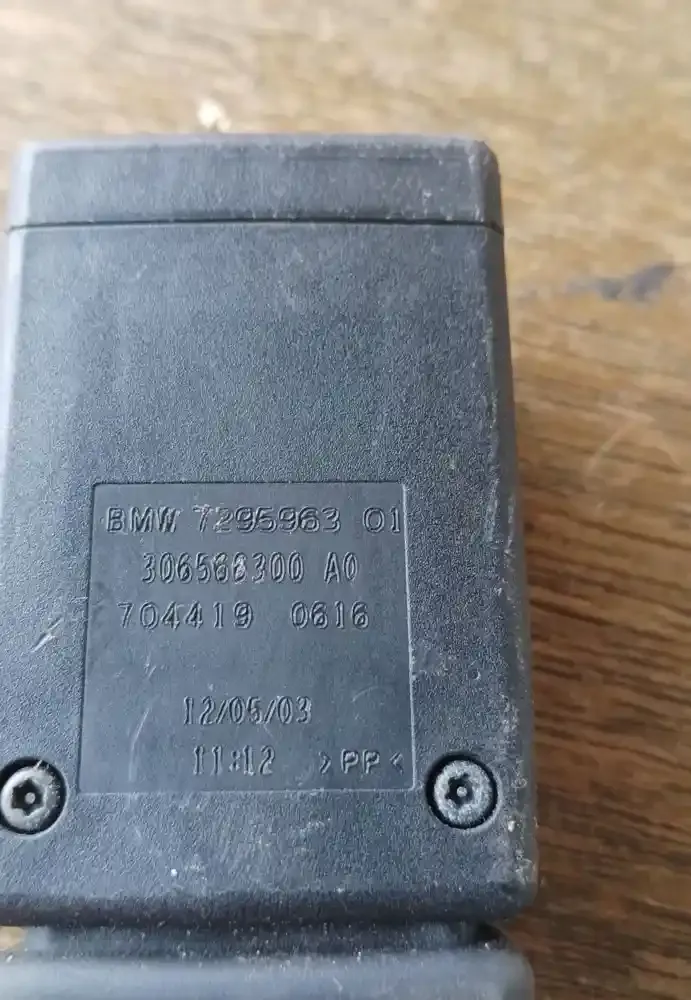 BMW 7295963 01
306568300 A0
704419 0616
12/05/03
11:12 >PP<